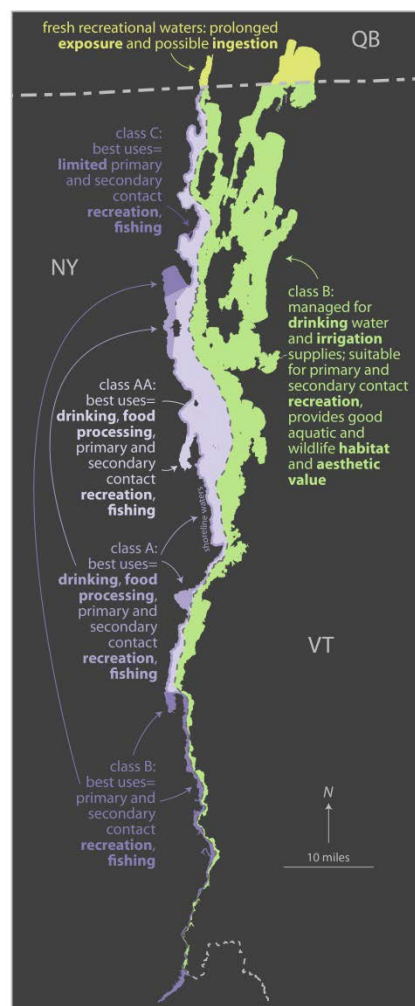 fresh recreational waters: prolonged
exposure and possible ingestion
QB
class C:
best uses=
limited primary
and secondary
contact
recreation,
fishing
NY
class B:
managed for
drinking water
and irrigation
supplies; suitable
for primary and
secondary contact
recreation,
provides good
aquatic and
wildlife habitat
and aesthetic
value
class AA:
best uses=
drinking, food
processing,
primary and
secondary
contact
recreation,
fishing
shoreline waters
class A:
best uses=
drinking, food
processing,
primary and
secondary
contact
recreation,
fishing
VT
class B:
best uses=
primary and
secondary
contact
recreation,
fishing
N
10 miles